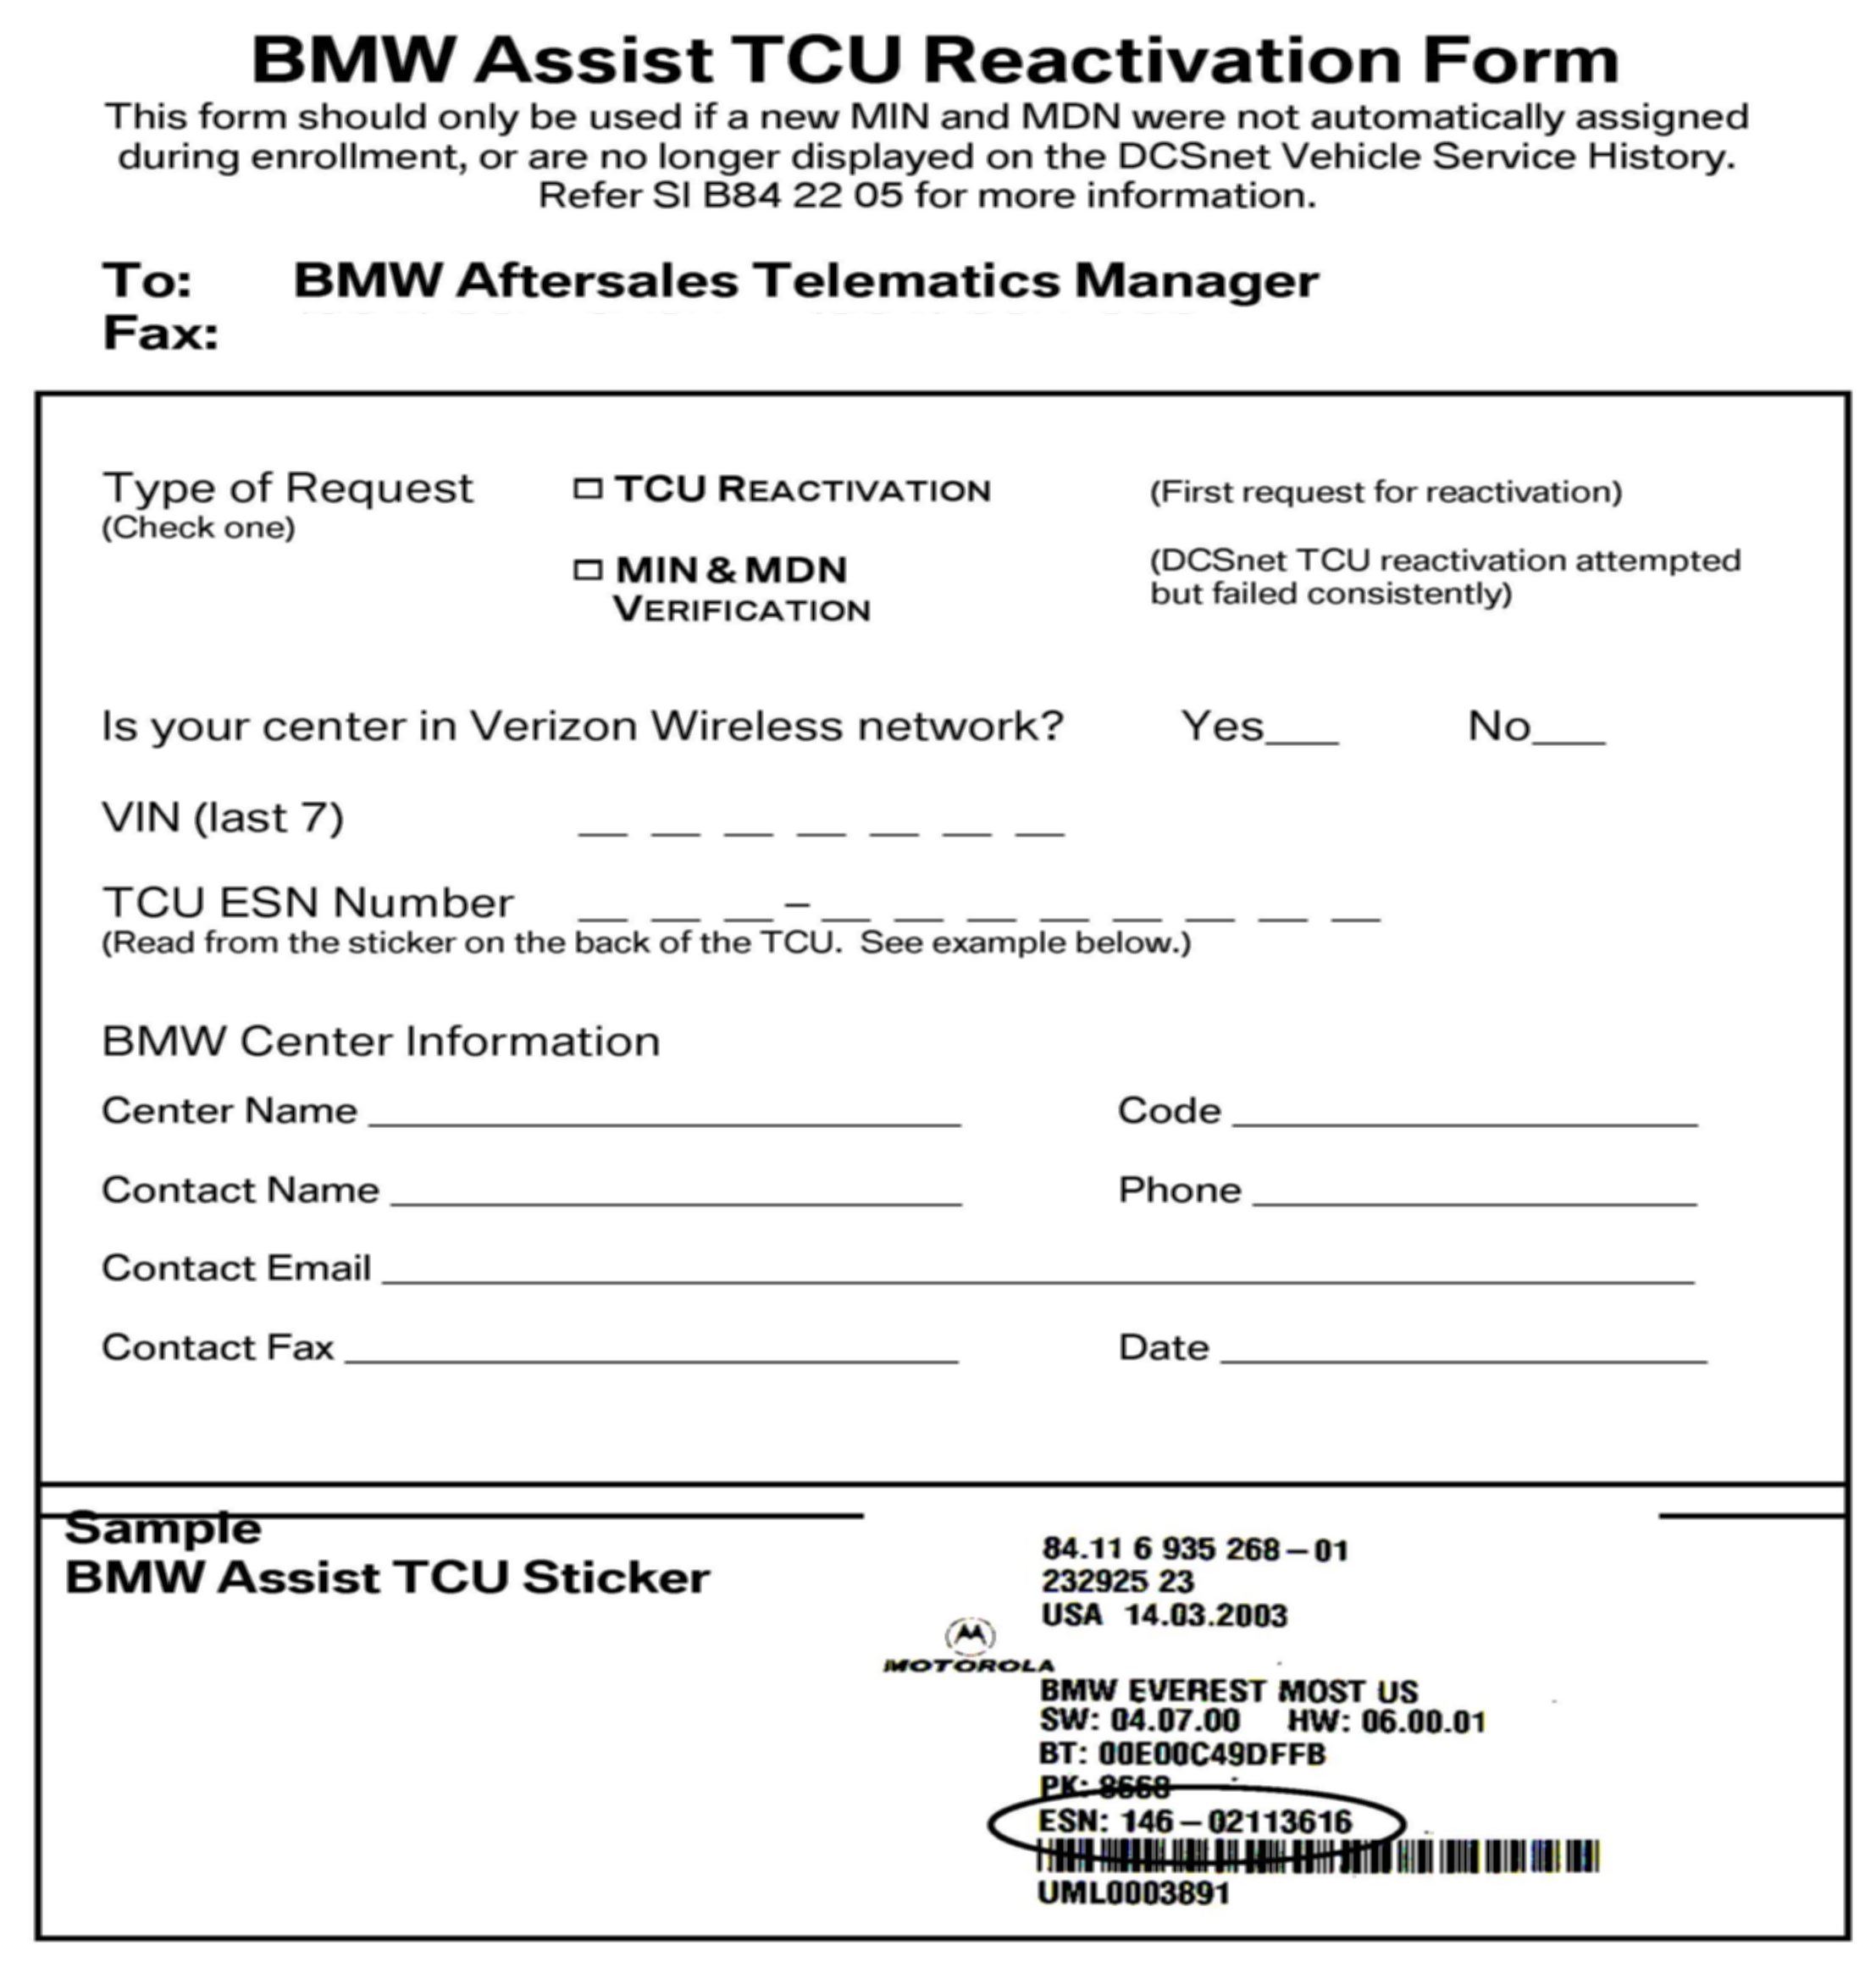 BMW Assist TCU Reactivation Form
This form should only be used if a new MIN and MDN were not automatically assigned
during enrollment, or are no longer displayed on the DCSnet Vehicle Service History.
Refer SI B84 22 05 for more information.
To: BMW Aftersales Telematics Manager
Fax:
Type of Request □ TCU REACTIVATION (First request for reactivation)
(Check one)
□ MIN & MDN (DCSnet TCU reactivation attempted
VERIFICATION but failed consistently)
Is your center in Verizon Wireless network? Yes___ No___
VIN (last 7) __ __ __ __ __ __ __
TCU ESN Number __ __ __ – __ __ __ __ __ __ __ __
(Read from the sticker on the back of the TCU. See example below.)
BMW Center Information
Center Name ____________ Code ____________
Contact Name ____________ Phone ____________
Contact Email ____________
Contact Fax ____________ Date ____________
Sample
BMW Assist TCU Sticker
84.11 6 935 268 – 01
232925 23
USA 14.03.2003
MOTOROLA
BMW EVEREST MOST US
SW: 04.07.00 HW: 06.00.01
BT: 00E00C49DFFB
PK: 8668
ESN: 146 – 02113616
UML0003891